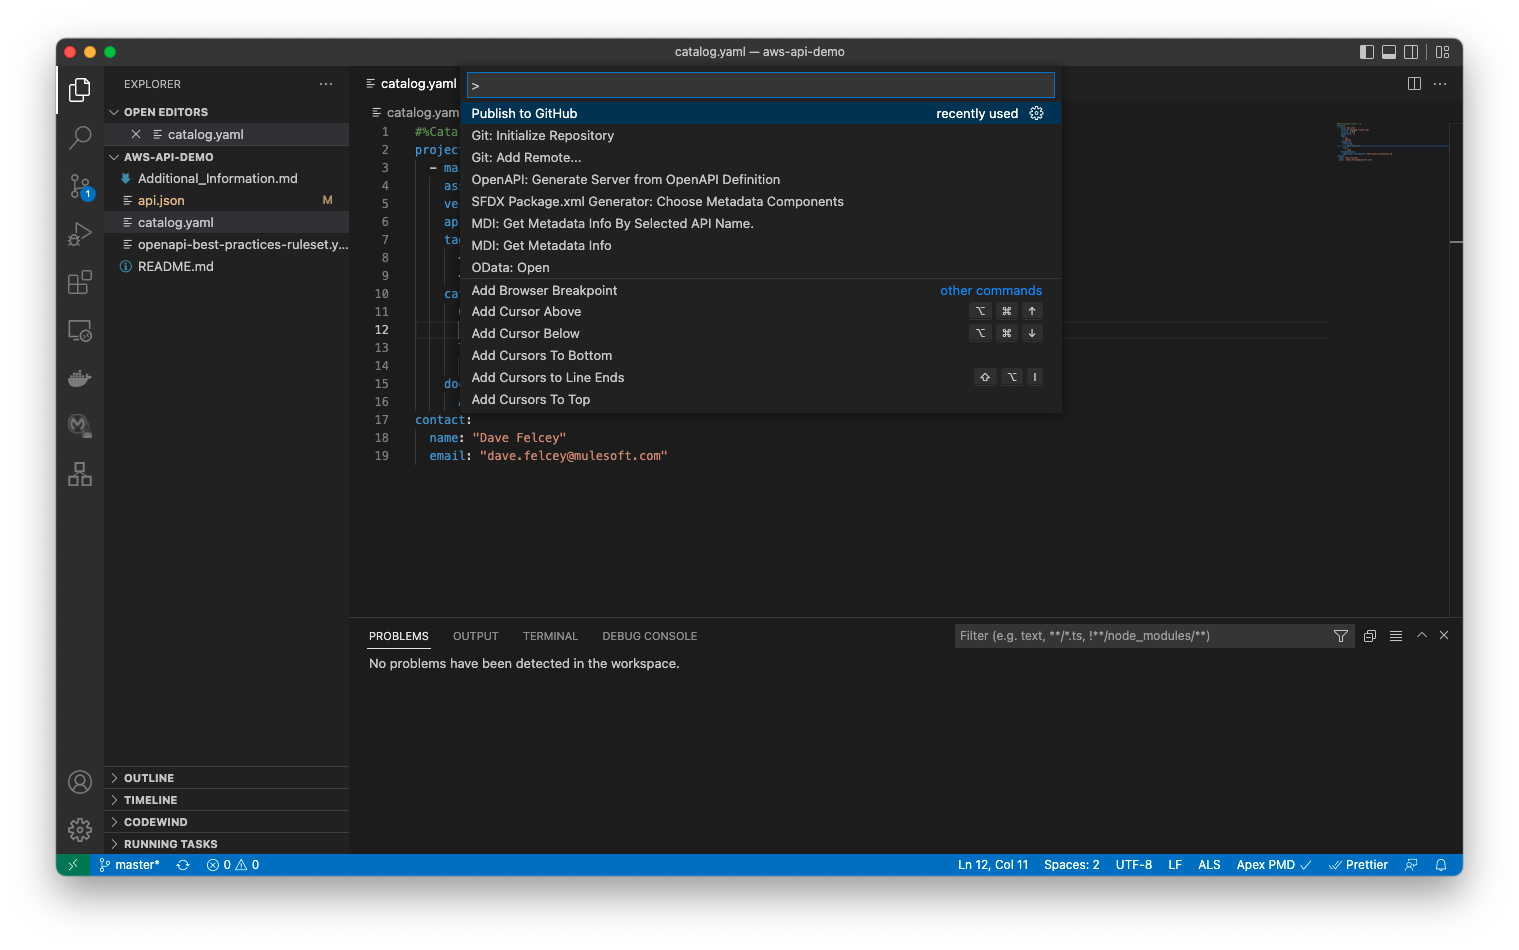 catalog.yaml — aws-api-demo
EXPLORER
OPEN EDITORS
catalog.yaml
AWS-API-DEMO
Additional_Information.md
api.json M
catalog.yaml
openapi-best-practices-ruleset.y...
README.md
OUTLINE
TIMELINE
CODEWIND
RUNNING TASKS
1
catalog.yaml
>
Publish to GitHub recently used
Git: Initialize Repository
Git: Add Remote...
OpenAPI: Generate Server from OpenAPI Definition
SFDX Package.xml Generator: Choose Metadata Components
MDI: Get Metadata Info By Selected API Name.
MDI: Get Metadata Info
OData: Open
Add Browser Breakpoint other commands
Add Cursor Above ⌥ ⌘ ↑
Add Cursor Below ⌥ ⌘ ↓
Add Cursors To Bottom
Add Cursors to Line Ends ⇧ ⌥ I
Add Cursors To Top
catalog.yam
1 #%Cata
2 projec
3 - ma
4 as
5 ve
6 ap
7 ta
8
9
10 ca
11
12
13
14
15 do
16
17 contact:
18 name: "Dave Felcey"
19 email: "dave.felcey@mulesoft.com"
PROBLEMS OUTPUT TERMINAL DEBUG CONSOLE
Filter (e.g. text, **/*.ts, !**/node_modules/**)
No problems have been detected in the workspace.
master* 0 0 Ln 12, Col 11 Spaces: 2 UTF-8 LF ALS Apex PMD ✓ Prettier